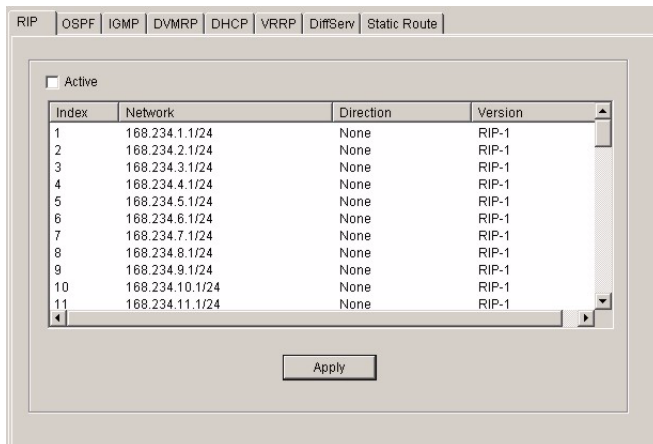 RIP OSPF IGMP DVMRP DHCP VRRP DiffServ Static Route
Active
Index Network Direction Version
1 168.234.1.1/24 None RIP-1
2 168.234.2.1/24 None RIP-1
3 168.234.3.1/24 None RIP-1
4 168.234.4.1/24 None RIP-1
5 168.234.5.1/24 None RIP-1
6 168.234.6.1/24 None RIP-1
7 168.234.7.1/24 None RIP-1
8 168.234.8.1/24 None RIP-1
9 168.234.9.1/24 None RIP-1
10 168.234.10.1/24 None RIP-1
11 168.234.11.1/24 None RIP-1
Apply